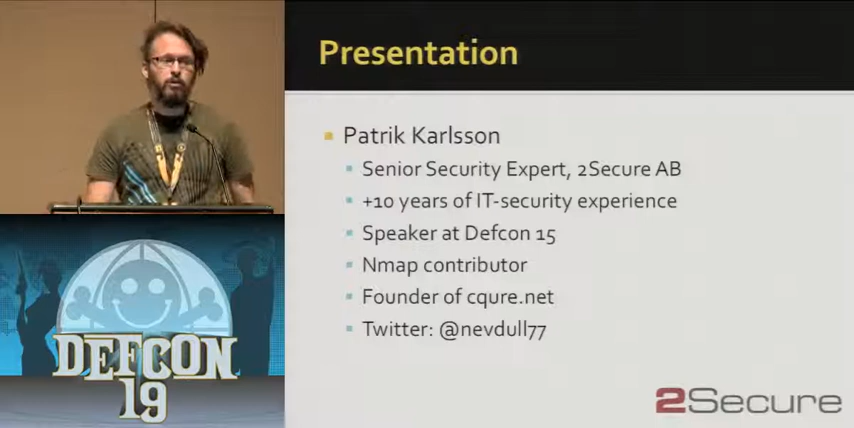 Presentation
Patrik Karlsson
Senior Security Expert, 2Secure AB
+10 years of IT-security experience
Speaker at Defcon 15
Nmap contributor
Founder of cqure.net
Twitter: @nevdull77
DEFCON
19
2Secure